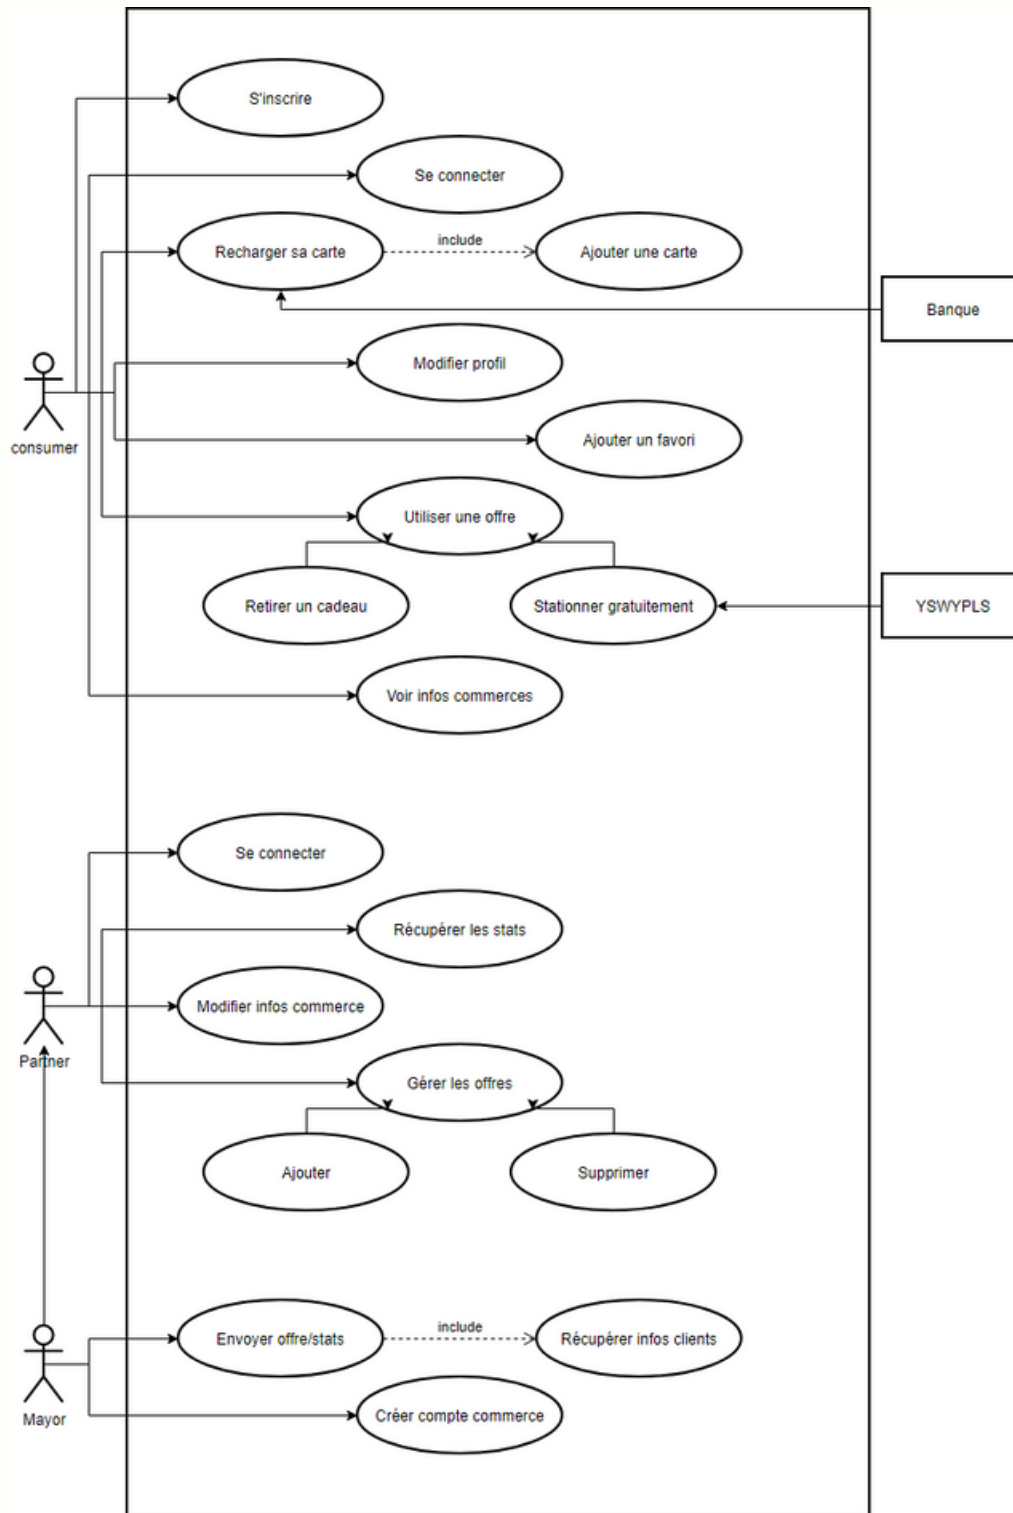 S'inscrire
Se connecter
Recharger sa carte
include
Ajouter une carte
Banque
Modifier profil
consumer
Ajouter un favori
Utiliser une offre
Retirer un cadeau
Stationner gratuitement
YSWYPLS
Voir infos commerces
Se connecter
Récupérer les stats
Modifier infos commerce
Partner
Gérer les offres
Ajouter
Supprimer
Envoyer offre/stats
include
Récupérer infos clients
Mayor
Créer compte commerce